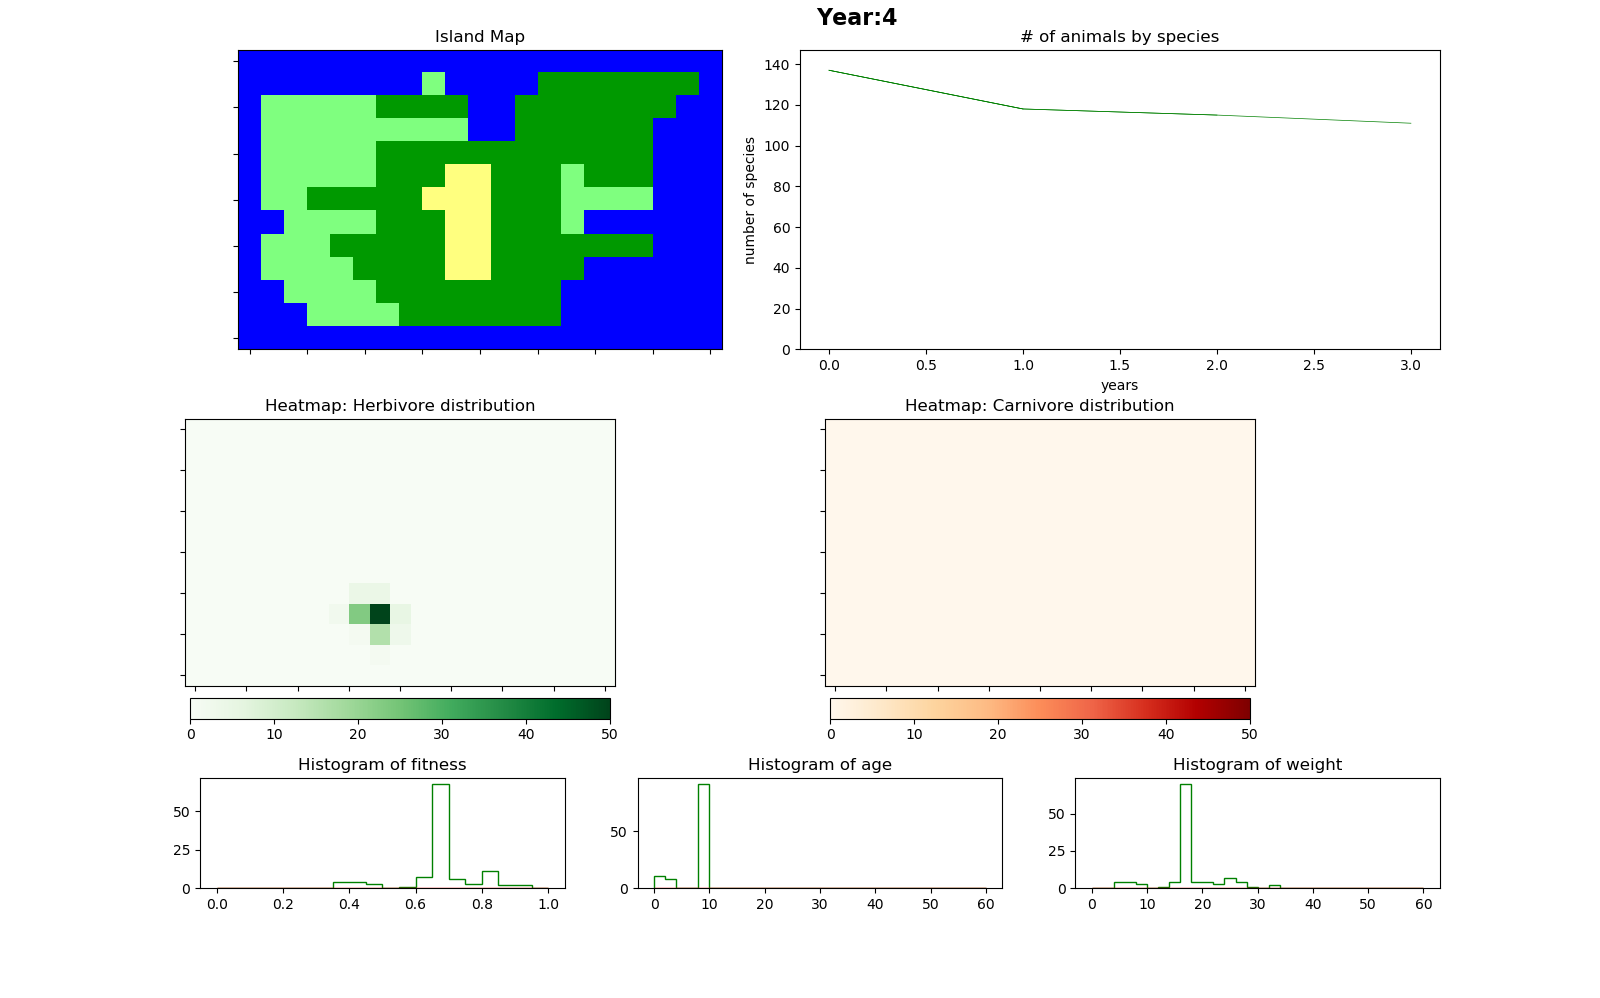 Year:4
Island Map
# of animals by species
140
120
100
80
60
40
20
0
number of species
0.0 0.5 1.0 1.5 2.0 2.5 3.0
years
Heatmap: Herbivore distribution
0 10 20 30 40 50
Heatmap: Carnivore distribution
0 10 20 30 40 50
Histogram of fitness
50
25
0
0.0 0.2 0.4 0.6 0.8 1.0
Histogram of age
50
0
0 10 20 30 40 50 60
Histogram of weight
50
25
0
0 10 20 30 40 50 60